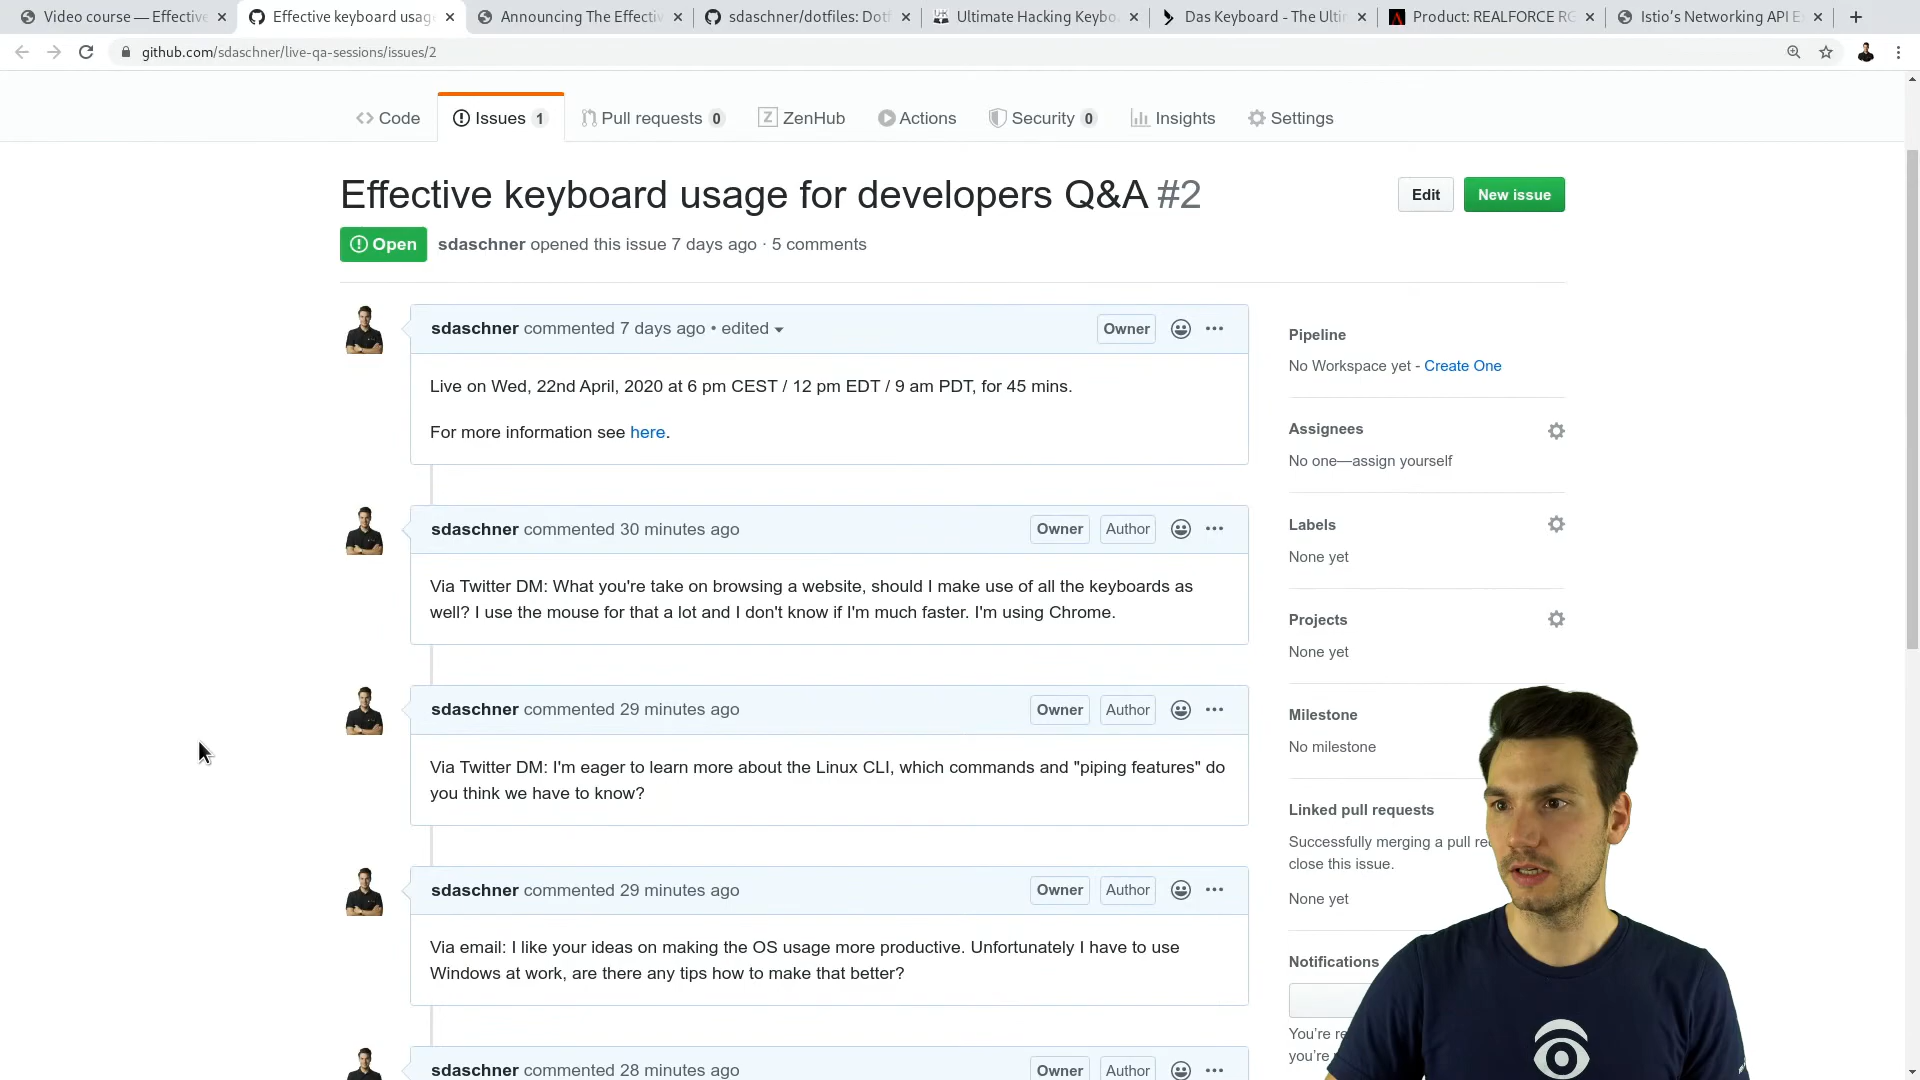 Video course — Effective
Effective keyboard usag
Announcing The Effectiv
sdaschner/dotfiles: Dotf
Ultimate Hacking Keybo
Das Keyboard - The Ultir
Product: REALFORCE RG
Istio's Networking API E
github.com/sdaschner/live-qa-sessions/issues/2
Code
Issues 1
Pull requests 0
Z ZenHub
Actions
Security 0
Insights
Settings
Effective keyboard usage for developers Q&A #2
Edit
New issue
Open
sdaschner opened this issue 7 days ago · 5 comments
sdaschner commented 7 days ago • edited
Owner
Live on Wed, 22nd April, 2020 at 6 pm CEST / 12 pm EDT / 9 am PDT, for 45 mins.
For more information see here.
sdaschner commented 30 minutes ago
Owner
Author
Via Twitter DM: What you're take on browsing a website, should I make use of all the keyboards as
well? I use the mouse for that a lot and I don't know if I'm much faster. I'm using Chrome.
sdaschner commented 29 minutes ago
Owner
Author
Via Twitter DM: I'm eager to learn more about the Linux CLI, which commands and "piping features" do
you think we have to know?
sdaschner commented 29 minutes ago
Owner
Author
Via email: I like your ideas on making the OS usage more productive. Unfortunately I have to use
Windows at work, are there any tips how to make that better?
sdaschner commented 28 minutes ago
Owner
Author
Pipeline
No Workspace yet - Create One
Assignees
No one—assign yourself
Labels
None yet
Projects
None yet
Milestone
No milestone
Linked pull requests
Successfully merging a pull re
close this issue.
None yet
Notifications
You're re
you're